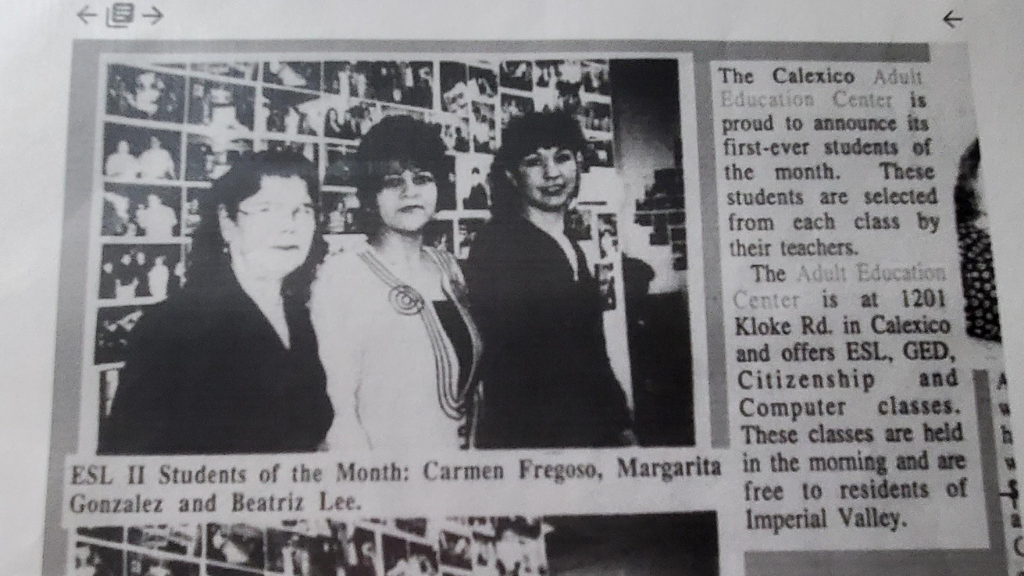 ESL II Students of the Month: Carmen Fregoso, Margarita
Gonzalez and Beatriz Lee.
The Calexico Adult
Education Center is
proud to announce its
first-ever students of
the month. These
students are selected
from each class by
their teachers.
The Adult Education
Center is at 1201
Kloke Rd. in Calexico
and offers ESL, GED,
Citizenship and
Computer classes.
These classes are held
in the morning and are
free to residents of
Imperial Valley.